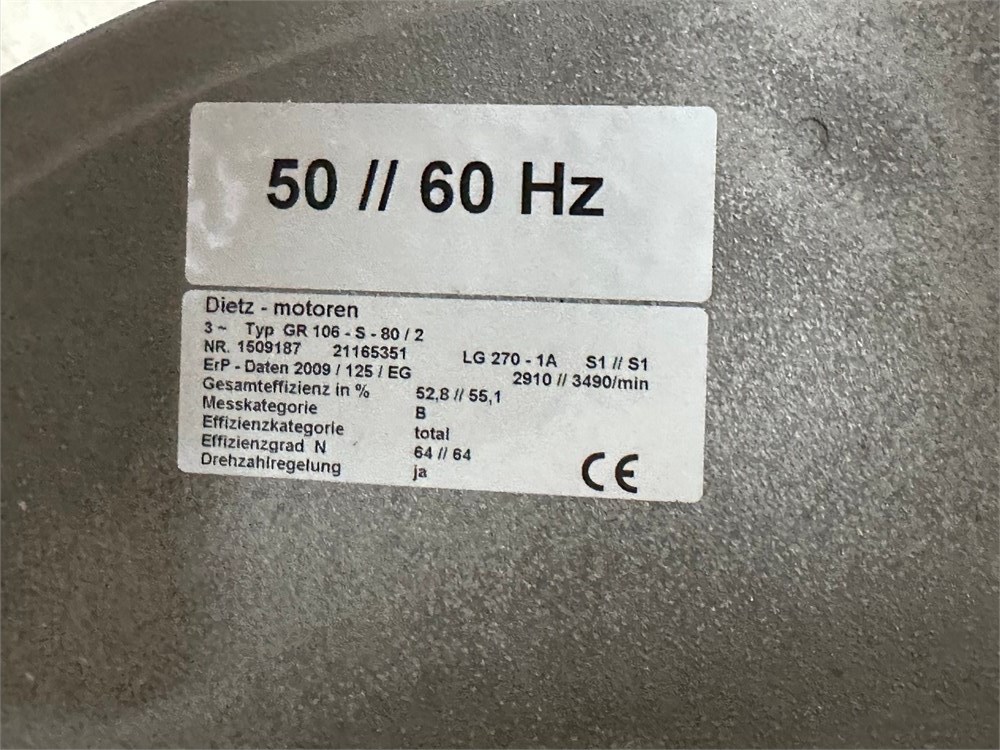 50 // 60 Hz
Dietz - motoren
3 ~ Typ GR 106 - S - 80 / 2
NR. 1509187 21165351 LG 270 - 1A S1 // S1
ErP - Daten 2009 / 125 / EG 2910 // 3490/min
Gesamteffizienz in % 52,8 // 55,1
Messkategorie B
Effizienzkategorie total
Effizienzgrad N 64 // 64
Drehzahlregelung ja
CE